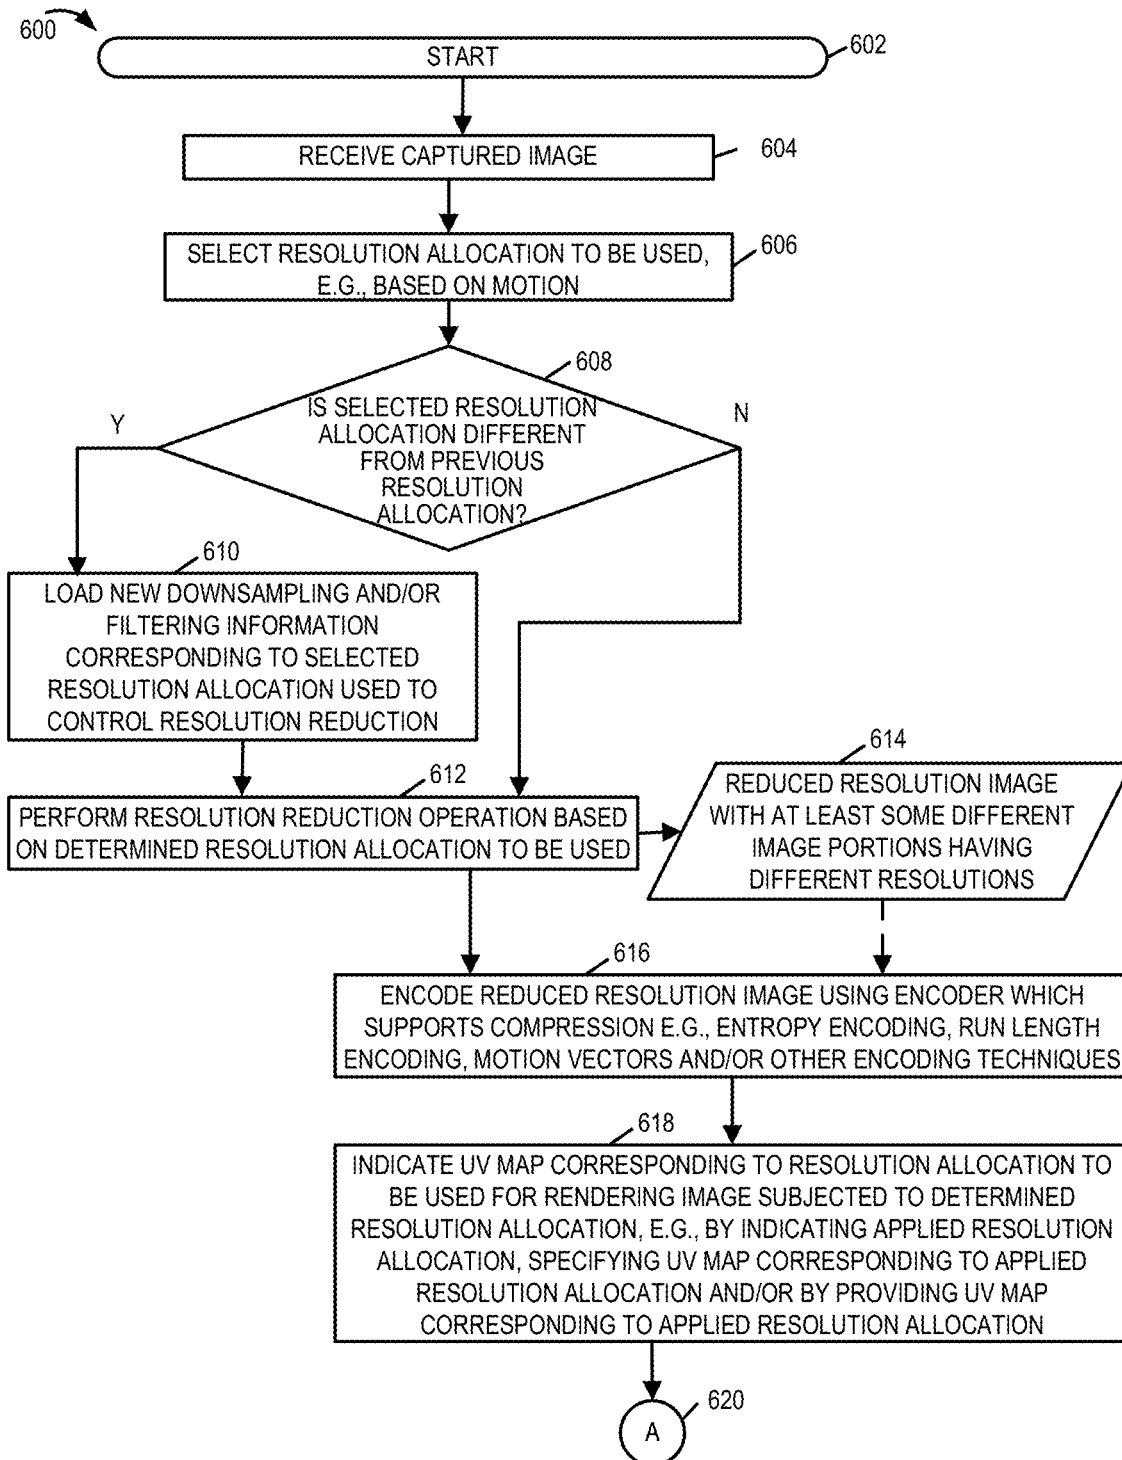 600
START
602
RECEIVE CAPTURED IMAGE
604
SELECT RESOLUTION ALLOCATION TO BE USED,
E.G., BASED ON MOTION
606
608
IS SELECTED RESOLUTION
ALLOCATION DIFFERENT
FROM PREVIOUS
RESOLUTION
ALLOCATION?
Y
N
610
LOAD NEW DOWNSAMPLING AND/OR
FILTERING INFORMATION
CORRESPONDING TO SELECTED
RESOLUTION ALLOCATION USED TO
CONTROL RESOLUTION REDUCTION
612
PERFORM RESOLUTION REDUCTION OPERATION BASED
ON DETERMINED RESOLUTION ALLOCATION TO BE USED
614
REDUCED RESOLUTION IMAGE
WITH AT LEAST SOME DIFFERENT
IMAGE PORTIONS HAVING
DIFFERENT RESOLUTIONS
616
ENCODE REDUCED RESOLUTION IMAGE USING ENCODER WHICH
SUPPORTS COMPRESSION E.G., ENTROPY ENCODING, RUN LENGTH
ENCODING, MOTION VECTORS AND/OR OTHER ENCODING TECHNIQUES
618
INDICATE UV MAP CORRESPONDING TO RESOLUTION ALLOCATION TO
BE USED FOR RENDERING IMAGE SUBJECTED TO DETERMINED
RESOLUTION ALLOCATION, E.G., BY INDICATING APPLIED RESOLUTION
ALLOCATION, SPECIFYING UV MAP CORRESPONDING TO APPLIED
RESOLUTION ALLOCATION AND/OR BY PROVIDING UV MAP
CORRESPONDING TO APPLIED RESOLUTION ALLOCATION
620
A